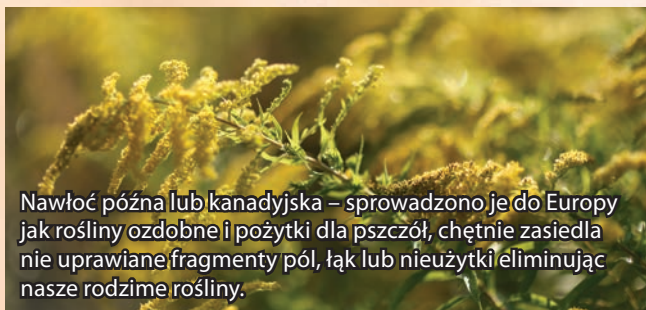 Nawłoć późna lub kanadyjska – sprowadzono je do Europy
jak rośliny ozdobne i pożytki dla pszczół, chętnie zasiedla
nie uprawiane fragmenty pól, łąk lub nieużytki eliminując
nasze rodzime rośliny.